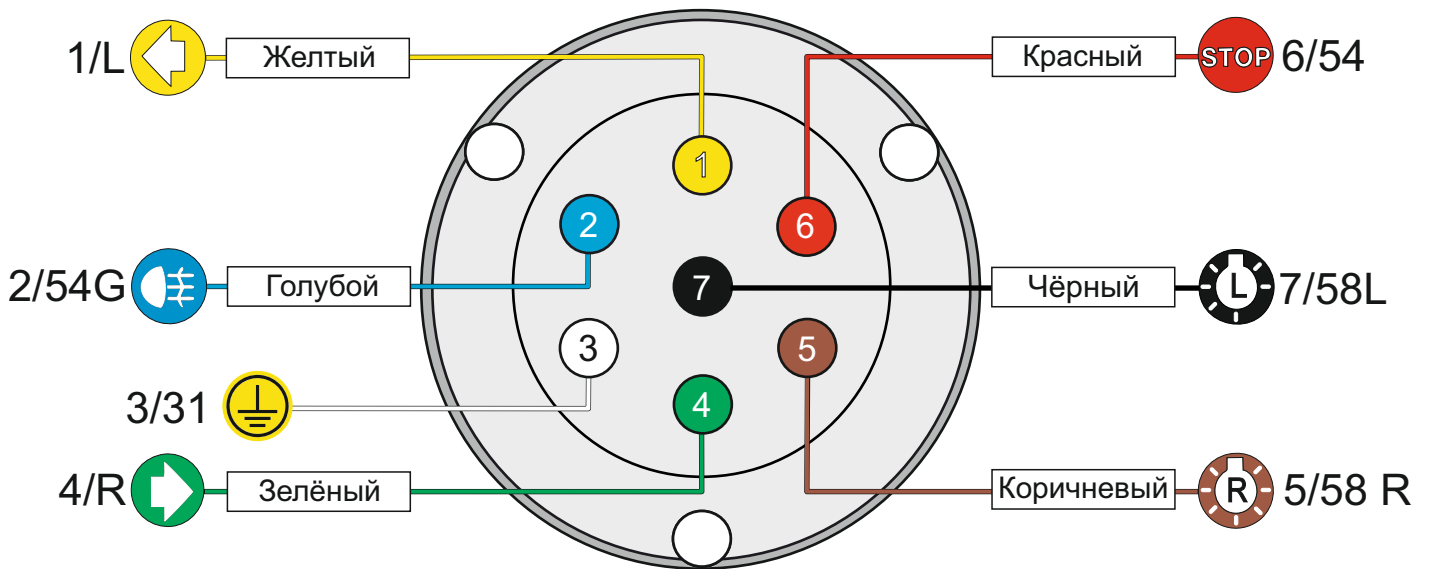 1/L Желтый
Красный STOP 6/54
1
2
6
2/54G Голубой
7
Чёрный L 7/58L
3
5
3/31
4
4/R Зелёный
Коричневый R 5/58 R